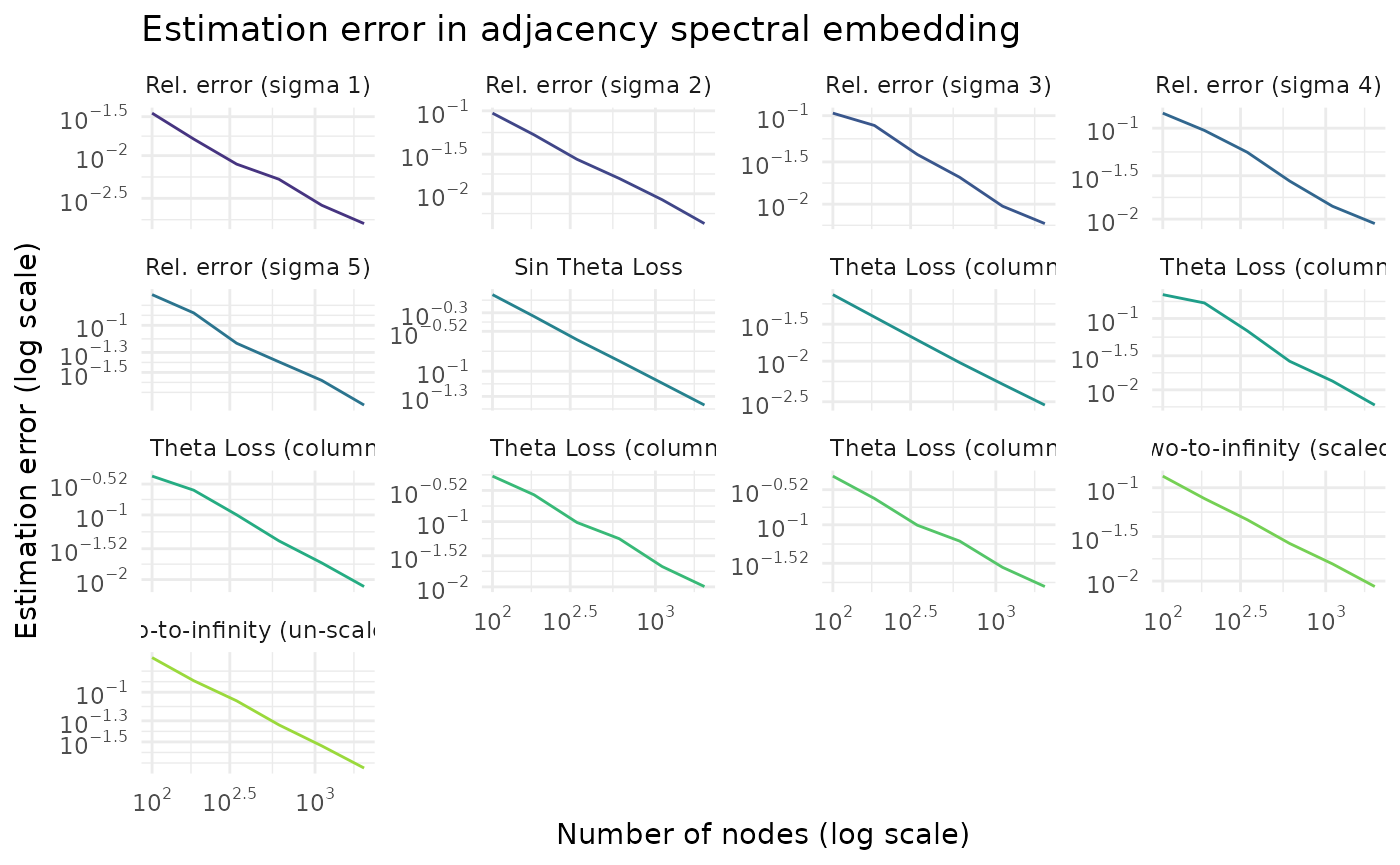 Estimation error in adjacency spectral embedding
Rel. error (sigma 1)
Rel. error (sigma 2)
Rel. error (sigma 3)
Rel. error (sigma 4)
10^−1.5
10^−2
10^−2.5
10^−1
10^−1.5
10^−2
10^−1
10^−1.5
10^−2
10^−1
10^−1.5
10^−2
Rel. error (sigma 5)
Sin Theta Loss
Theta Loss (column
Theta Loss (column
10^−1
10^−1.3
10^−1.5
10^−0.3
10^−0.52
10^−1
10^−1.3
10^−1.5
10^−2
10^−2.5
10^−1
10^−1.5
10^−2
Theta Loss (column
Theta Loss (column
Theta Loss (column
wo-to-infinity (scaled
10^−0.52
10^−1
10^−1.52
10^−2
10^−0.52
10^−1
10^−1.52
10^−2
10^−0.52
10^−1
10^−1.52
10^−1
10^−1.5
10^−2
10^2 10^2.5 10^3
10^2 10^2.5 10^3
10^2 10^2.5 10^3
o-to-infinity (un-scale
10^−1
10^−1.3
10^−1.5
10^2 10^2.5 10^3
Estimation error (log scale)
Number of nodes (log scale)